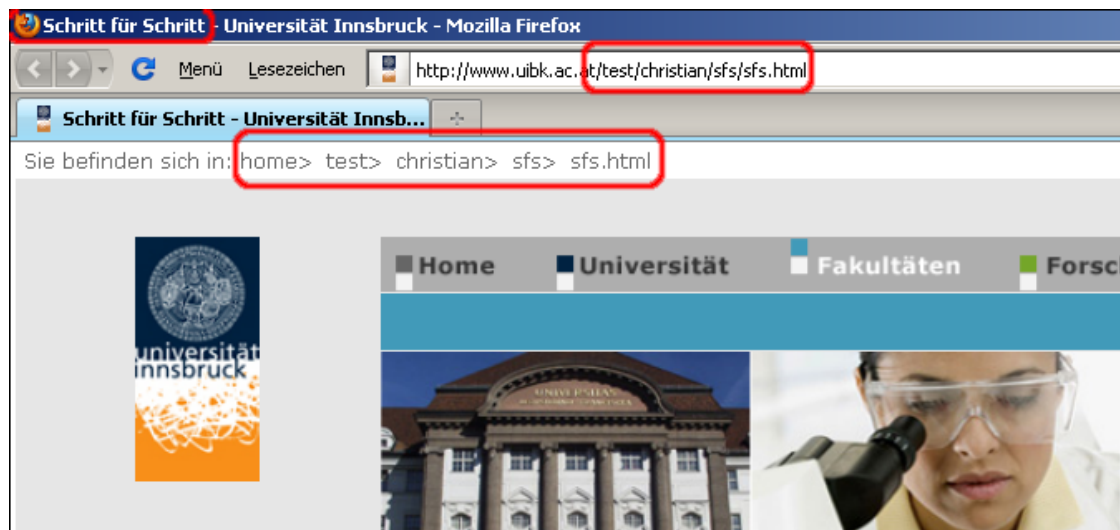 Schritt für Schritt - Universität Innsbruck - Mozilla Firefox
Menü Lesezeichen http://www.uibk.ac.at/test/christian/sfs/sfs.html
Schritt für Schritt - Universität Innsb...
Sie befinden sich in: home> test> christian> sfs> sfs.html
Home Universität Fakultäten Forsc
universität
innsbruck